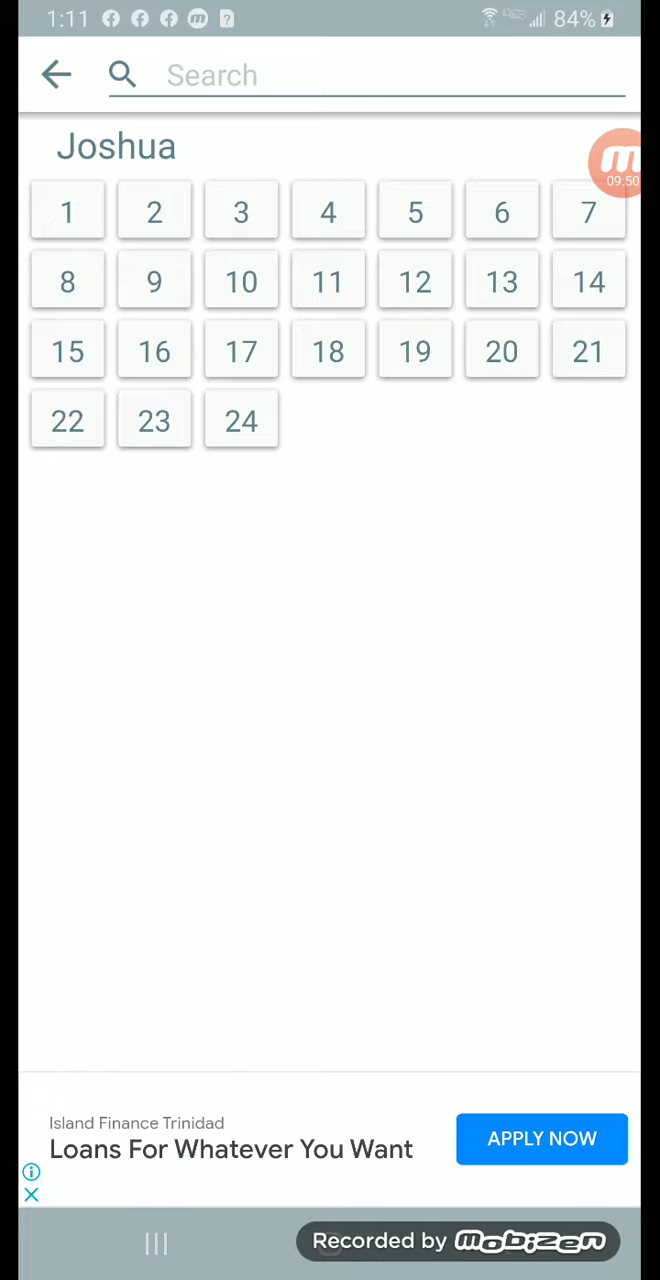 1:11 84%
Search
Joshua
09:50
1 2 3 4 5 6 7
8 9 10 11 12 13 14
15 16 17 18 19 20 21
22 23 24
Island Finance Trinidad
Loans For Whatever You Want
APPLY NOW
Recorded by mobizen